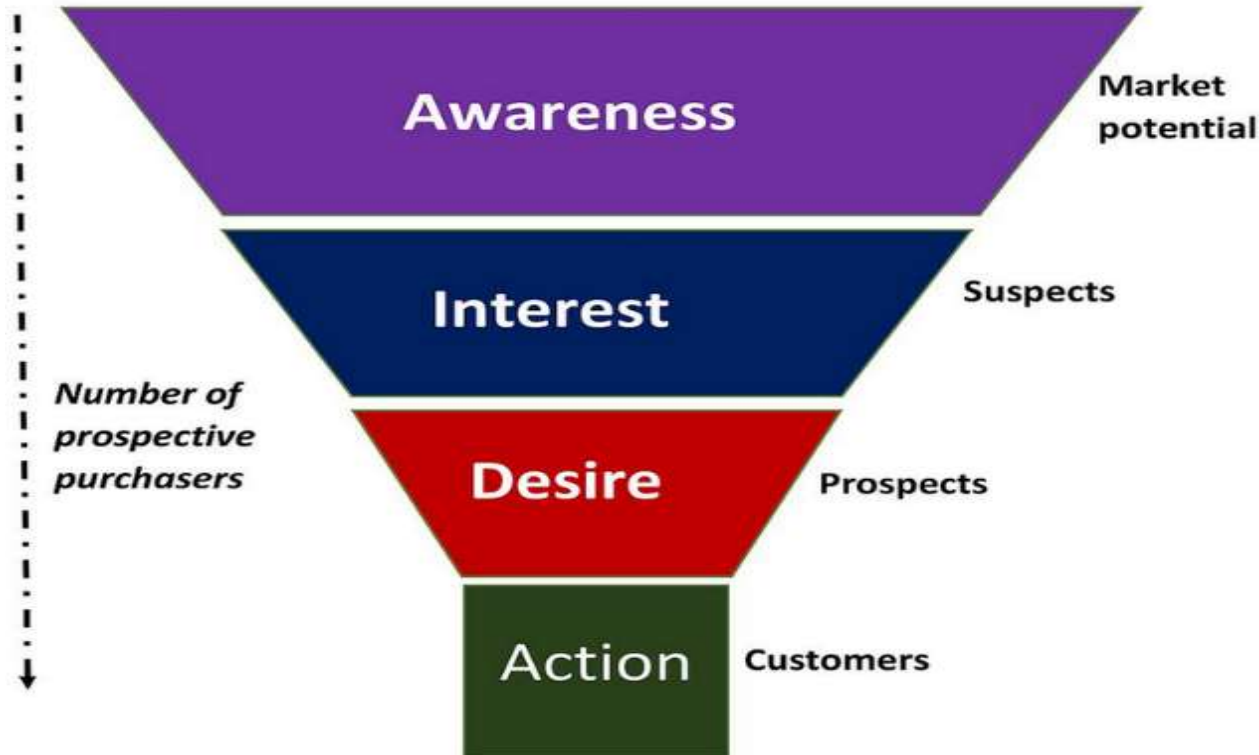 Awareness
Market
potential
Interest
Suspects
Number of
prospective
purchasers
Desire
Prospects
Action
Customers